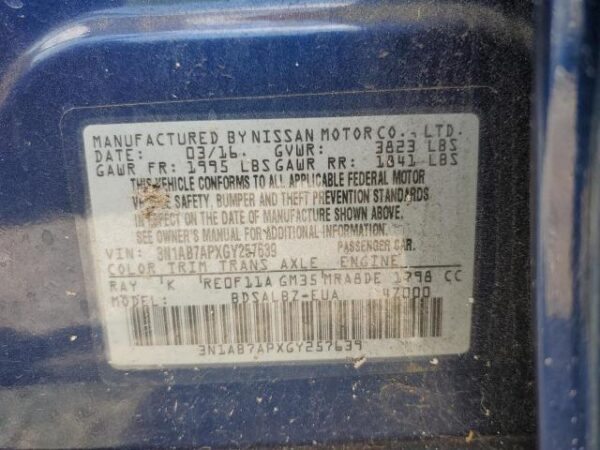 MANUFACTURED BY NISSAN MOTOR CO., LTD.
DATE: 03/16. GVWR: 3823 LBS
GAWR FR: 1995 LBS GAWR RR: 1841 LBS
THIS VEHICLE CONFORMS TO ALL APPLICABLE FEDERAL MOTOR
VEHICLE SAFETY, BUMPER AND THEFT PREVENTION STANDARDS
IN EFFECT ON THE DATE OF MANUFACTURE SHOWN ABOVE.
SEE OWNER'S MANUAL FOR ADDITIONAL INFORMATION.
VIN: 3N1AB7APXGY257639 PASSENGER CAR.
COLOR TRIM TRANS AXLE ENGINE
RAY K RE0F11A GM35 MRA8DE 1798 CC
MODEL: BDSALBZ-EUA 4Z000
3N1AB7APXGY257639